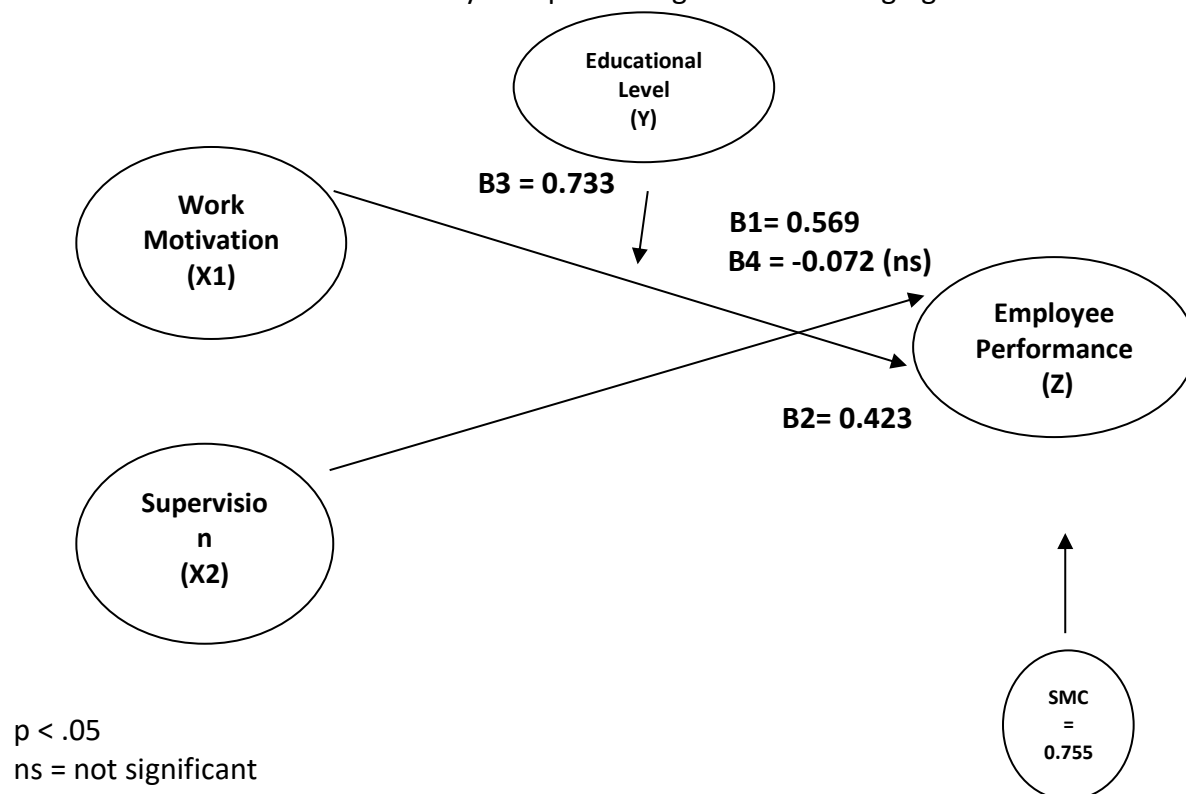 Educational
Level
(Y)
B3 = 0.733
Work
Motivation
(X1)
B1= 0.569
B4 = -0.072 (ns)
Employee
Performance
(Z)
B2= 0.423
Supervisio
n
(X2)
SMC
=
0.755
p < .05
ns = not significant